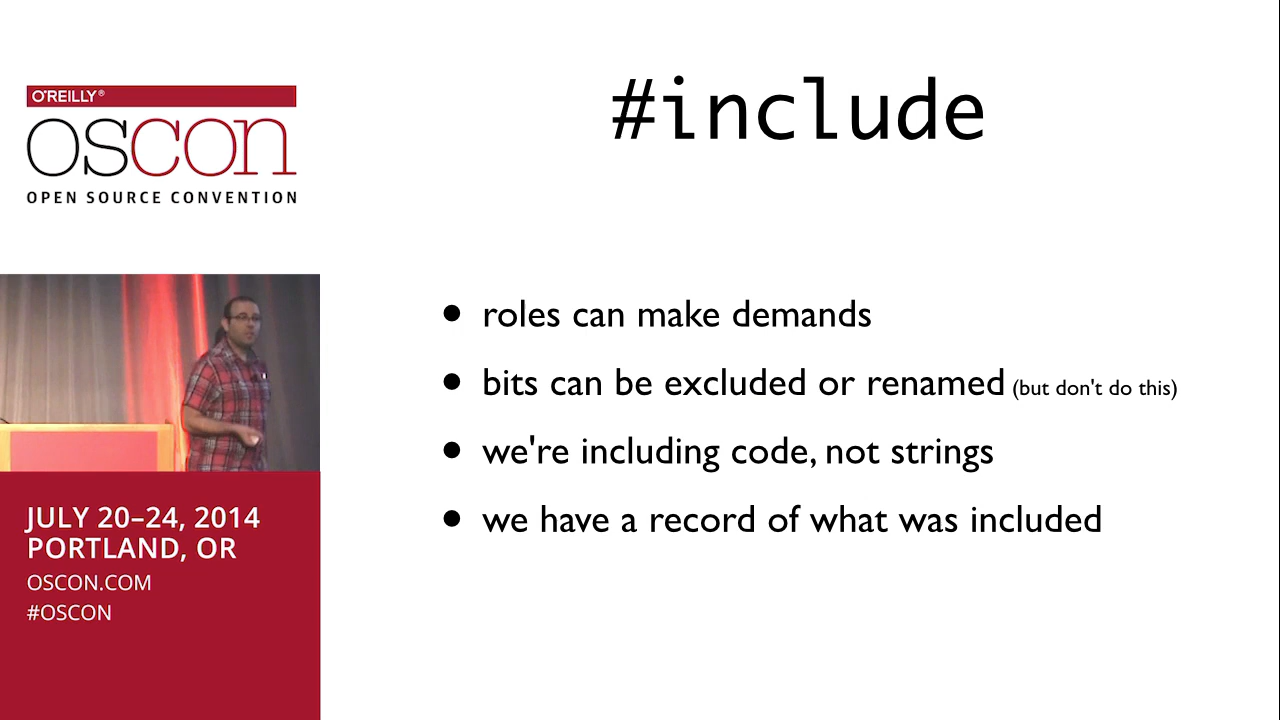 O'REILLY®
OSCON
OPEN SOURCE CONVENTION
JULY 20–24, 2014
PORTLAND, OR
OSCON.COM
#OSCON
#include
• roles can make demands
• bits can be excluded or renamed (but don't do this)
• we're including code, not strings
• we have a record of what was included